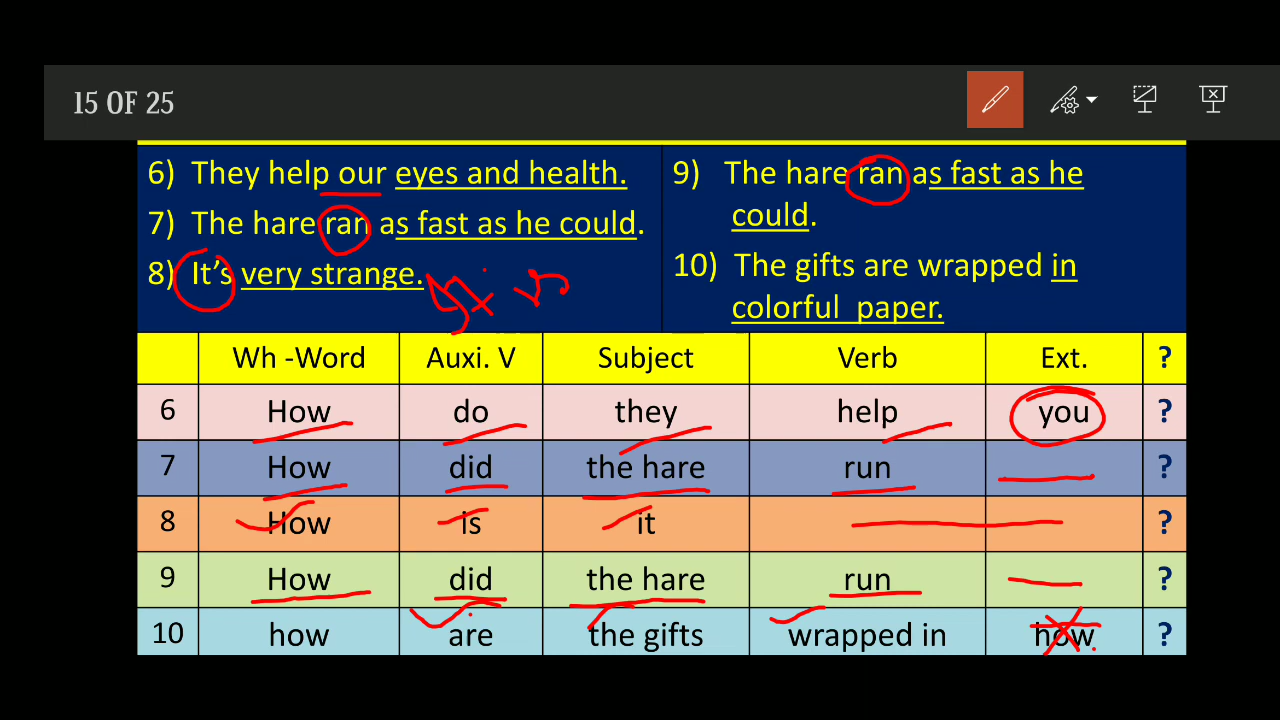 15 OF 25
6) They help our eyes and health.
7) The hare ran as fast as he could.
8) It's very strange.
9) The hare ran as fast as he
could.
10) The gifts are wrapped in
colorful paper.
Wh -Word Auxi. V Subject Verb Ext. ?
6 How do they help you ?
7 How did the hare run ?
8 How is it ?
9 How did the hare run ?
10 how are the gifts wrapped in how ?